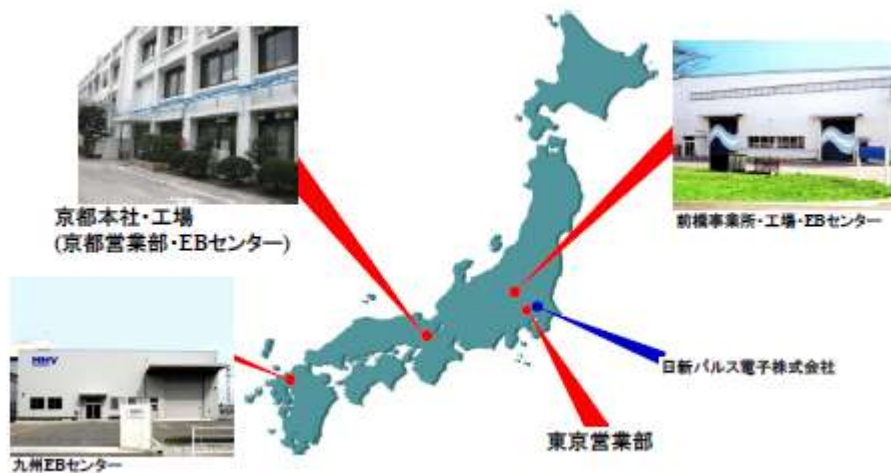 京都本社・工場
(京都営業部・EBセンター)
前橋事業所・工場・EBセンター
NHV
日新パルス電子株式会社
東京営業部
九州EBセンター